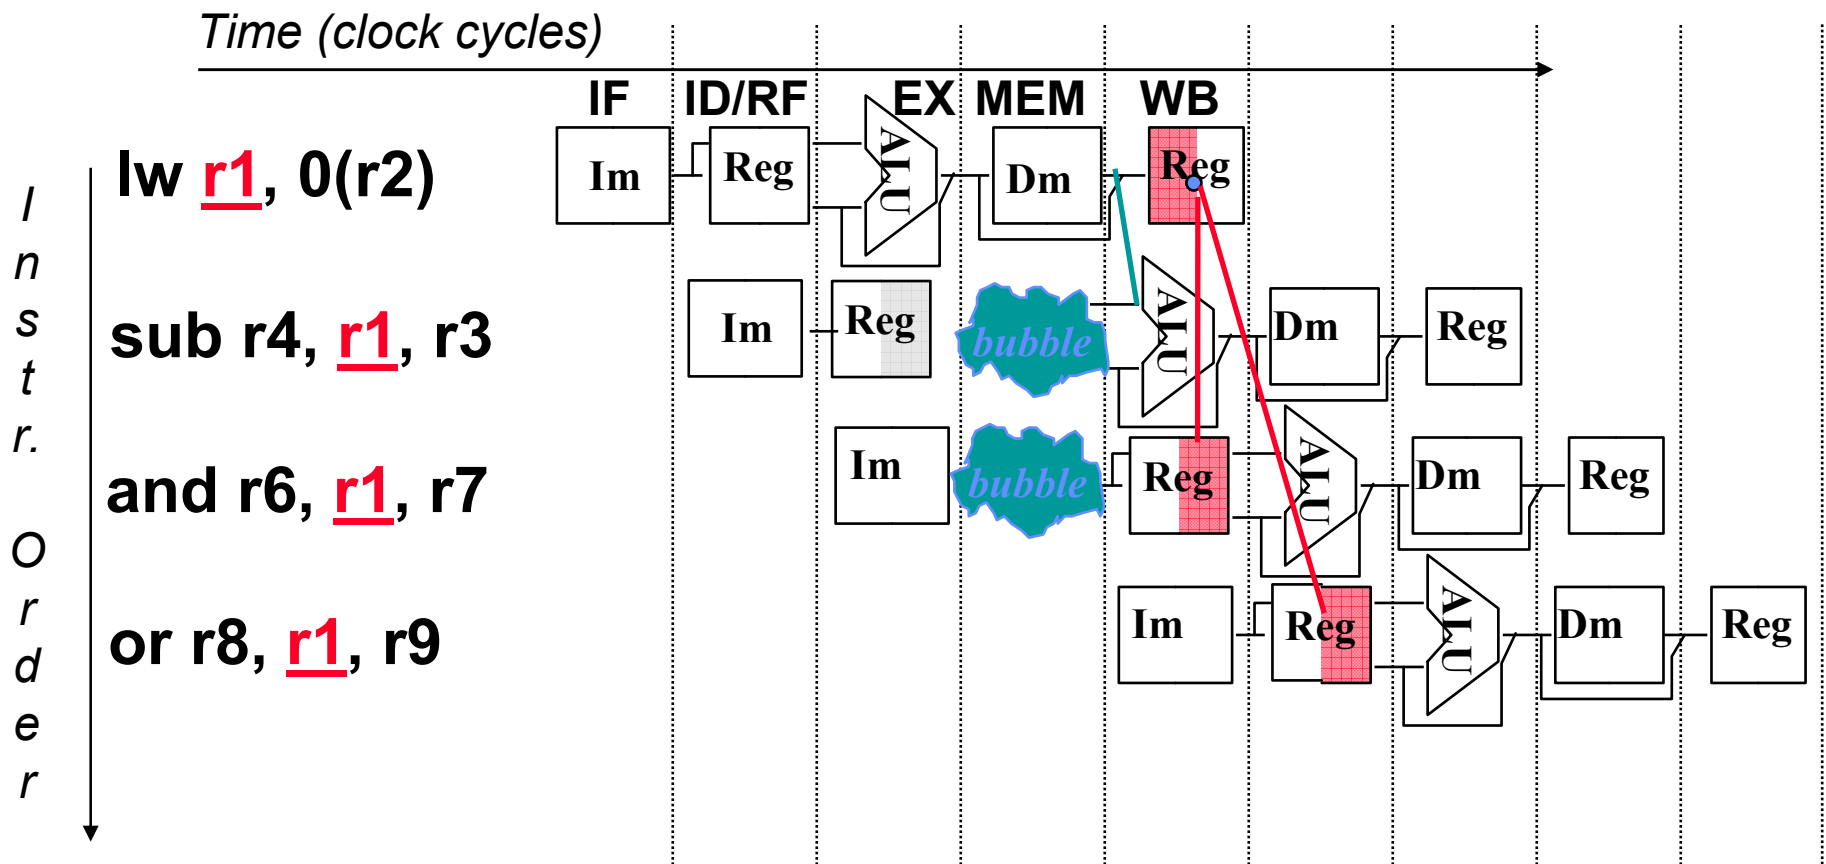 Time (clock cycles)
IF ID/RF EX MEM WB
lw r1, 0(r2) Im Reg ALU Dm Reg
sub r4, r1, r3 Im Reg bubble ALU Dm Reg
and r6, r1, r7 Im bubble Reg ALU Dm Reg
or r8, r1, r9 Im Reg ALU Dm Reg
Instr. Order